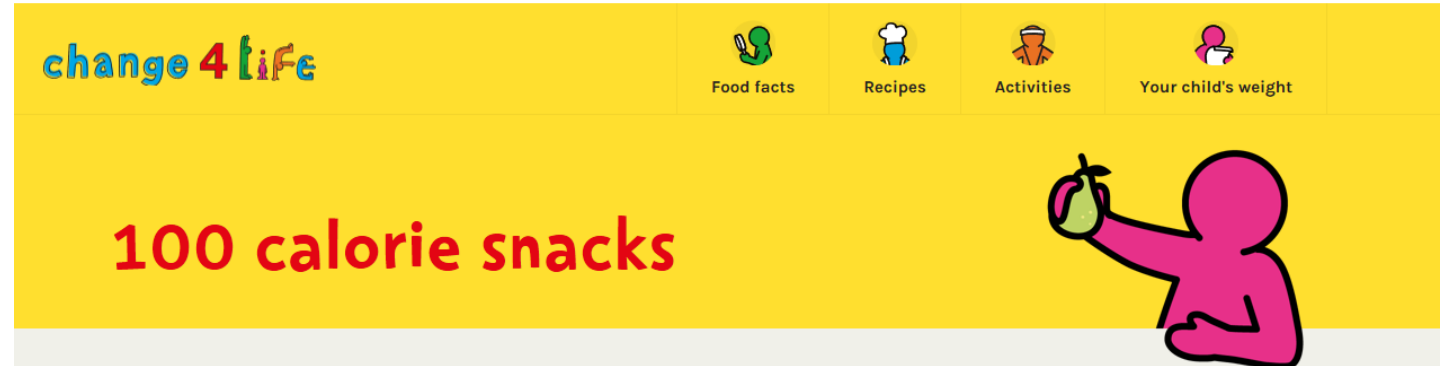 change 4 life
Food facts
Recipes
Activities
Your child's weight
100 calorie snacks